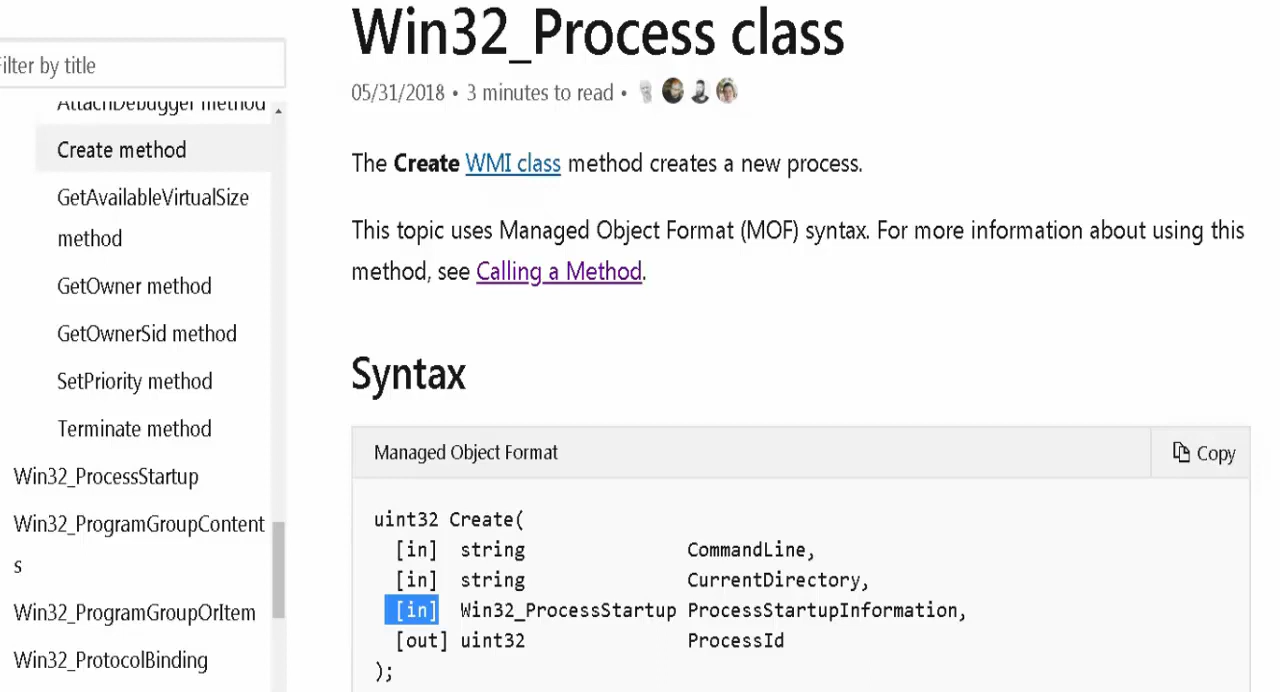 Win32_Process class
Filter by title
05/31/2018 • 3 minutes to read •
AttachDebugger method
Create method
GetAvailableVirtualSize
method
GetOwner method
GetOwnerSid method
SetPriority method
Terminate method
Win32_ProcessStartup
Win32_ProgramGroupContent
s
Win32_ProgramGroupOrItem
Win32_ProtocolBinding
The Create WMI class method creates a new process.
This topic uses Managed Object Format (MOF) syntax. For more information about using this
method, see Calling a Method.
Syntax
Managed Object Format
Copy
uint32 Create(
[in] string CommandLine,
[in] string CurrentDirectory,
[in] Win32_ProcessStartup ProcessStartupInformation,
[out] uint32 ProcessId
);